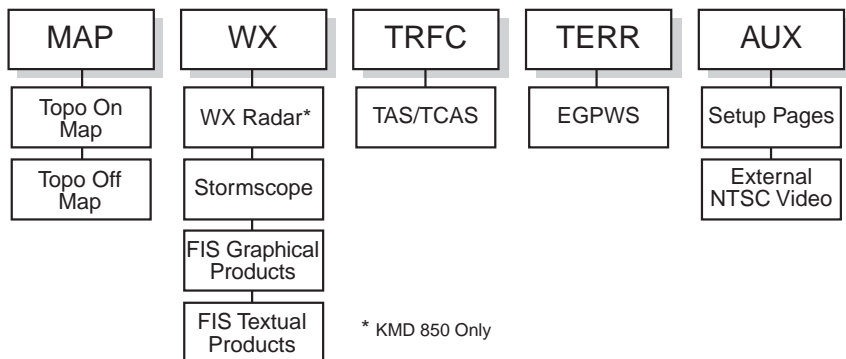 MAP
Topo On
Map
Topo Off
Map
WX
WX Radar*
Stormscope
FIS Graphical
Products
FIS Textual
Products
TRFC
TAS/TCAS
TERR
EGPWS
AUX
Setup Pages
External
NTSC Video
* KMD 850 Only